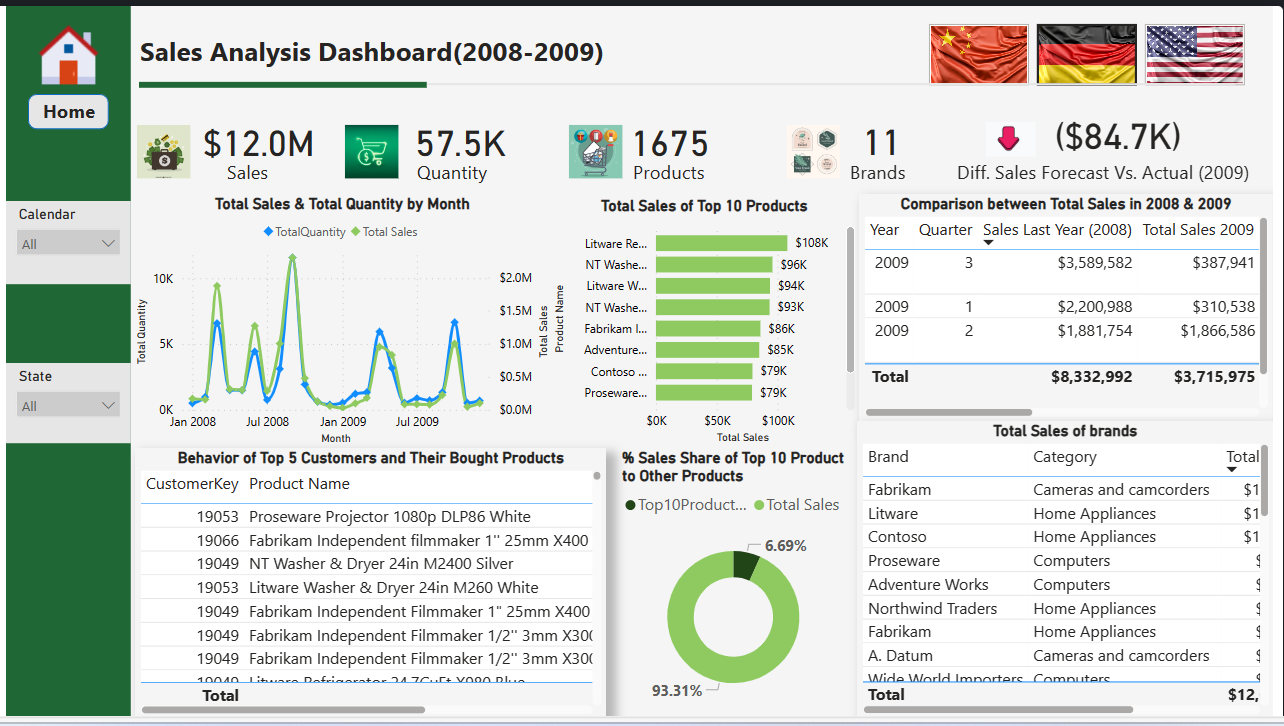 Sales Analysis Dashboard(2008-2009)
Home
$12.0M
Sales
57.5K
Quantity
1675
Products
11
Brands
($84.7K)
Diff. Sales Forecast Vs. Actual (2009)
Calendar
All
State
All
Total Sales & Total Quantity by Month
TotalQuantity Total Sales
Total Quantity
10K
5K
0K
$2.0M
$1.5M
$1.0M
$0.5M
$0.0M
Total Sales
Jan 2008 Jul 2008 Jan 2009 Jul 2009
Month
Total Sales of Top 10 Products
Product Name
Litware Re... $108K
NT Washe... $96K
Litware W... $94K
NT Washe... $93K
Fabrikam I... $86K
Adventure... $85K
Contoso ... $79K
Proseware... $79K
$0K $50K $100K
Total Sales
Comparison between Total Sales in 2008 & 2009
Year Quarter Sales Last Year (2008) Total Sales 2009
2009 3 $3,589,582 $387,941
2009 1 $2,200,988 $310,538
2009 2 $1,881,754 $1,866,586
Total $8,332,992 $3,715,975
Behavior of Top 5 Customers and Their Bought Products
CustomerKey Product Name
19053 Proseware Projector 1080p DLP86 White
19066 Fabrikam Independent filmmaker 1'' 25mm X400
19049 NT Washer & Dryer 24in M2400 Silver
19053 Litware Washer & Dryer 24in M260 White
19049 Fabrikam Independent Filmmaker 1" 25mm X400
19049 Fabrikam Independent Filmmaker 1/2'' 3mm X300
19049 Fabrikam Independent Filmmaker 1/2'' 3mm X300
19049 Litware Refrigerator 24.7CuFt X980 Blue
Total
% Sales Share of Top 10 Product
to Other Products
Top10Product... Total Sales
6.69%
93.31%
Total Sales of brands
Brand Category Total
Fabrikam Cameras and camcorders $1
Litware Home Appliances $1
Contoso Home Appliances $1
Proseware Computers $
Adventure Works Computers $
Northwind Traders Home Appliances $
Fabrikam Home Appliances $
A. Datum Cameras and camcorders $
Wide World Importers Computers $
Total $12,